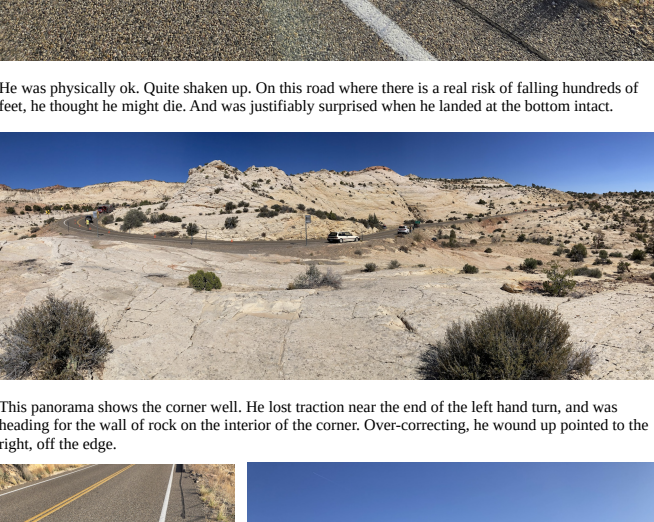 He was physically ok. Quite shaken up. On this road where there is a real risk of falling hundreds of
feet, he thought he might die. And was justifiably surprised when he landed at the bottom intact.
This panorama shows the corner well. He lost traction near the end of the left hand turn, and was
heading for the wall of rock on the interior of the corner. Over-correcting, he wound up pointed to the
right, off the edge.